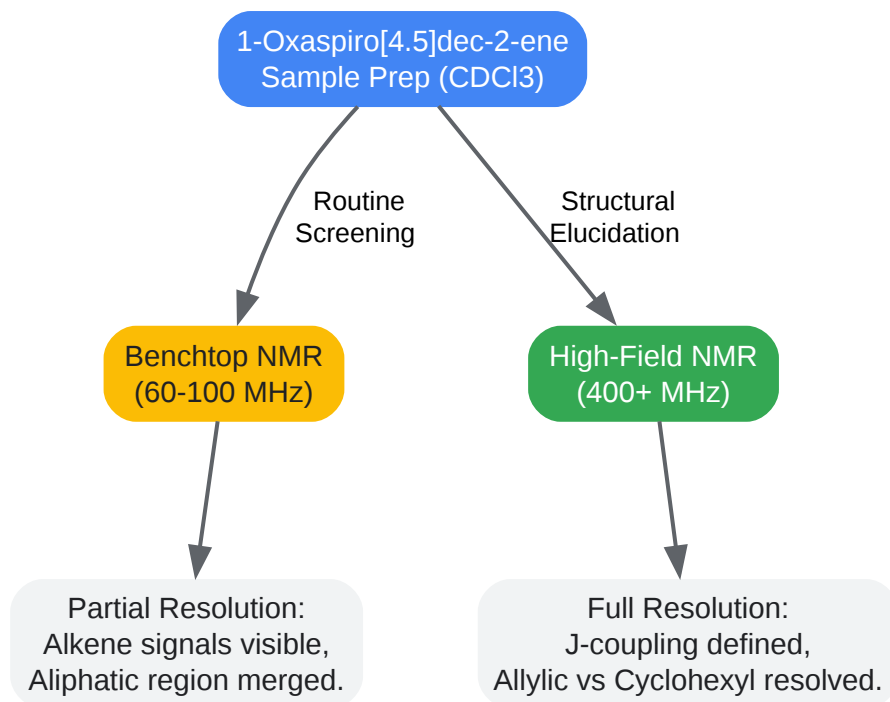 1-Oxaspiro[4.5]dec-2-ene
Sample Prep (CDCl3)
Routine
Screening
Structural
Elucidation
Benchtop NMR
(60-100 MHz)
High-Field NMR
(400+ MHz)
Partial Resolution:
Alkene signals visible,
Aliphatic region merged.
Full Resolution:
J-coupling defined,
Allylic vs Cyclohexyl resolved.